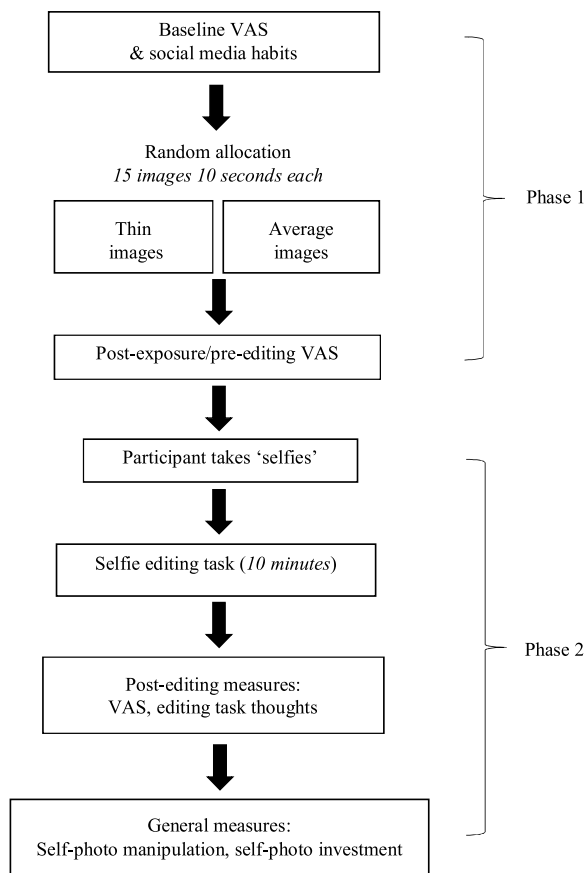 Baseline VAS
& social media habits
Random allocation
15 images 10 seconds each
Thin
images
Average
images
Phase 1
Post-exposure/pre-editing VAS
Participant takes ‘selfies’
Selfie editing task (10 minutes)
Phase 2
Post-editing measures:
VAS, editing task thoughts
General measures:
Self-photo manipulation, self-photo investment